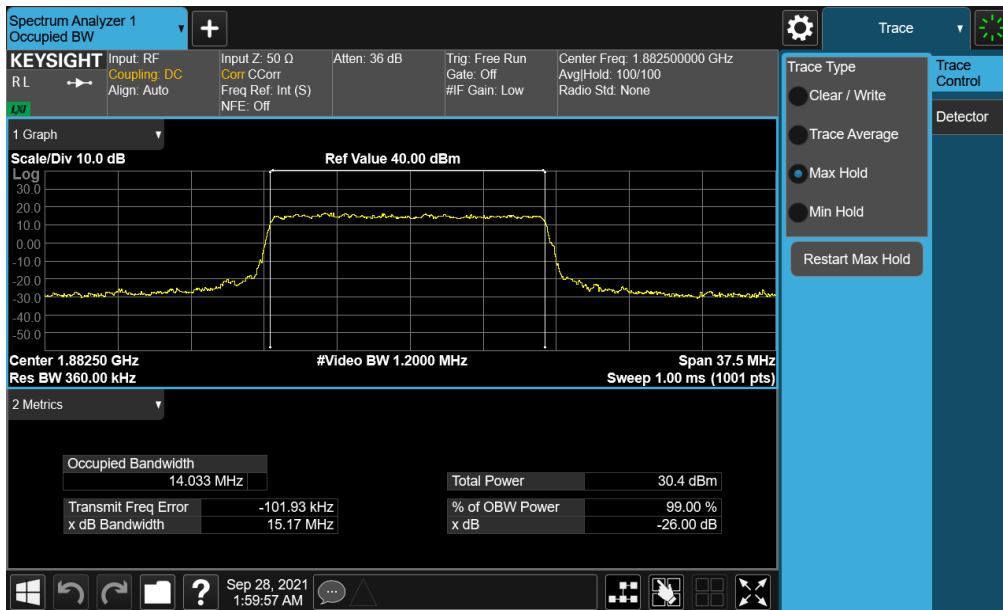 Spectrum Analyzer 1
Occupied BW
+
Trace
KEYSIGHT
R L
LXI
Input: RF
Coupling: DC
Align: Auto
Input Z: 50 Ω
Corr CCorr
Freq Ref: Int (S)
NFE: Off
Atten: 36 dB
Trig: Free Run
Gate: Off
#IF Gain: Low
Center Freq: 1.882500000 GHz
Avg|Hold: 100/100
Radio Std: None
1 Graph
Scale/Div 10.0 dB
Ref Value 40.00 dBm
Log
30.0
20.0
10.0
0.00
-10.0
-20.0
-30.0
-40.0
-50.0
Center 1.88250 GHz
#Video BW 1.2000 MHz
Span 37.5 MHz
Res BW 360.00 kHz
Sweep 1.00 ms (1001 pts)
2 Metrics
Occupied Bandwidth
14.033 MHz
Total Power 30.4 dBm
Transmit Freq Error -101.93 kHz
% of OBW Power 99.00 %
x dB Bandwidth 15.17 MHz
x dB -26.00 dB
Trace Type
Clear / Write
Trace Average
Max Hold
Min Hold
Restart Max Hold
Trace
Control
Detector
?
Sep 28, 2021
1:59:57 AM